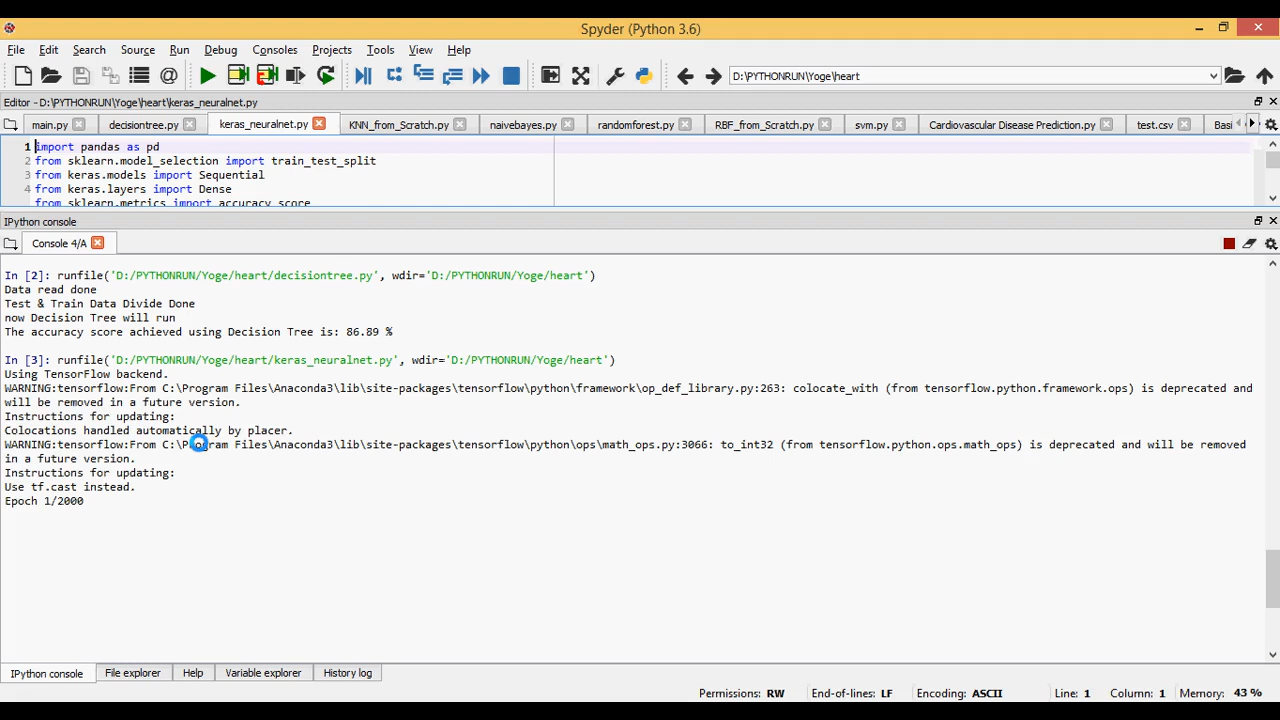 Spyder (Python 3.6)
File Edit Search Source Run Debug Consoles Projects Tools View Help
D:\PYTHONRUN\Yoge\heart
Editor - D:\PYTHONRUN\Yoge\heart\keras_neuralnet.py
main.py decisiontree.py keras_neuralnet.py KNN_from_Scratch.py naivebayes.py randomforest.py RBF_from_Scratch.py svm.py Cardiovascular Disease Prediction.py test.csv Basi
1 import pandas as pd
2 from sklearn.model_selection import train_test_split
3 from keras.models import Sequential
4 from keras.layers import Dense
from sklearn.metrics import accuracy_score
IPython console
Console 4/A
In [2]: runfile('D:/PYTHONRUN/Yoge/heart/decisiontree.py', wdir='D:/PYTHONRUN/Yoge/heart')
Data read done
Test & Train Data Divide Done
now Decision Tree will run
The accuracy score achieved using Decision Tree is: 86.89 %
In [3]: runfile('D:/PYTHONRUN/Yoge/heart/keras_neuralnet.py', wdir='D:/PYTHONRUN/Yoge/heart')
Using TensorFlow backend.
WARNING:tensorflow:From C:\Program Files\Anaconda3\lib\site-packages\tensorflow\python\framework\op_def_library.py:263: colocate_with (from tensorflow.python.framework.ops) is deprecated and
will be removed in a future version.
Instructions for updating:
Colocations handled automatically by placer.
WARNING:tensorflow:From C:\Program Files\Anaconda3\lib\site-packages\tensorflow\python\ops\math_ops.py:3066: to_int32 (from tensorflow.python.ops.math_ops) is deprecated and will be removed
in a future version.
Instructions for updating:
Use tf.cast instead.
Epoch 1/2000
IPython console File explorer Help Variable explorer History log
Permissions: RW End-of-lines: LF Encoding: ASCII Line: 1 Column: 1 Memory: 43 %